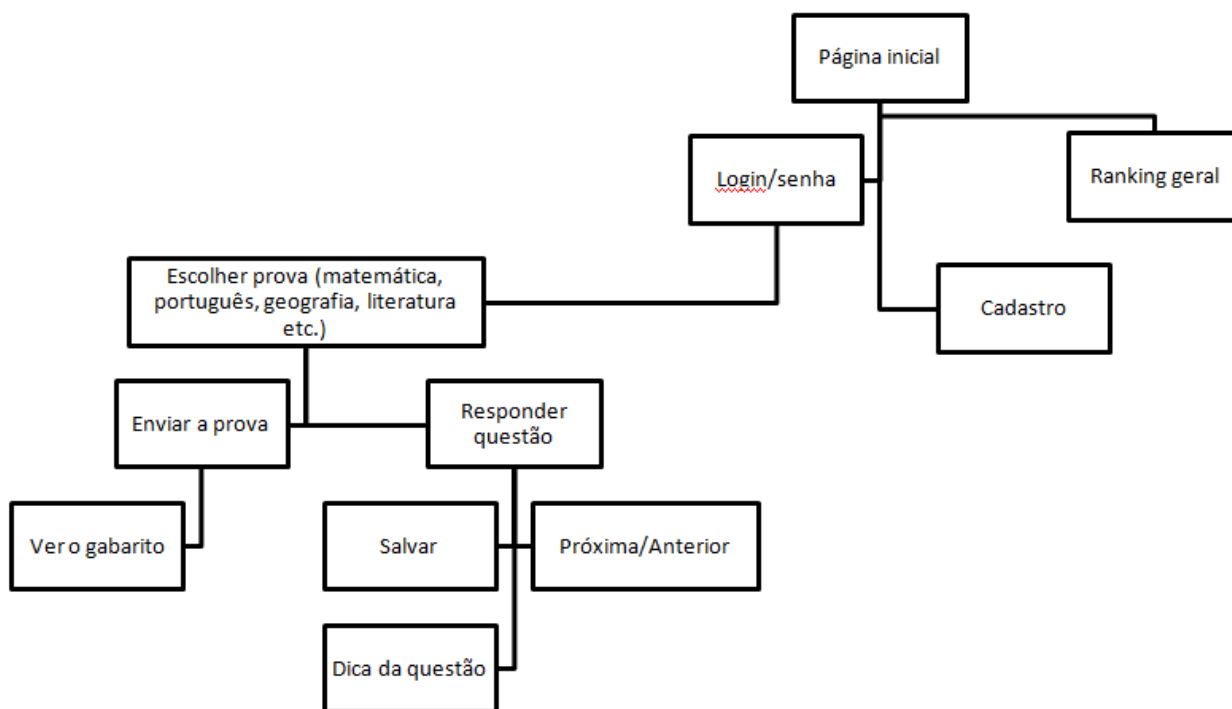 Página inicial
Login/senha
Ranking geral
Escolher prova (matemática,
português, geografia, literatura
etc.)
Cadastro
Enviar a prova
Responder
questão
Ver o gabarito
Salvar
Próxima/Anterior
Dica da questão